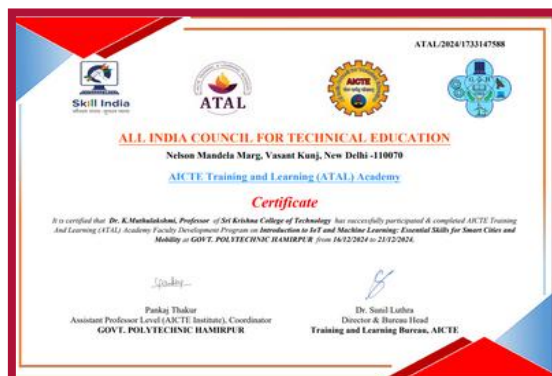 ATAL/2024/1733147588
Skill India
कौशल भारत - कुशल भारत
ATAL
AICTE
ALL INDIA COUNCIL FOR TECHNICAL EDUCATION
Nelson Mandela Marg, Vasant Kunj, New Delhi -110070
AICTE Training and Learning (ATAL) Academy
Certificate
It is certified that Dr. K.Muthulakshmi, Professor of Sri Krishna College of Technology has successfully participated & completed AICTE Training
And Learning (ATAL) Academy Faculty Development Program on Introduction to IoT and Machine Learning: Essential Skills for Smart Cities and
Mobility at GOVT. POLYTECHNIC HAMIRPUR from 16/12/2024 to 21/12/2024.
Pankaj Thakur
Assistant Professor Level (AICTE Institute), Coordinator
GOVT. POLYTECHNIC HAMIRPUR
Dr. Sunil Luthra
Director & Bureau Head
Training and Learning Bureau, AICTE